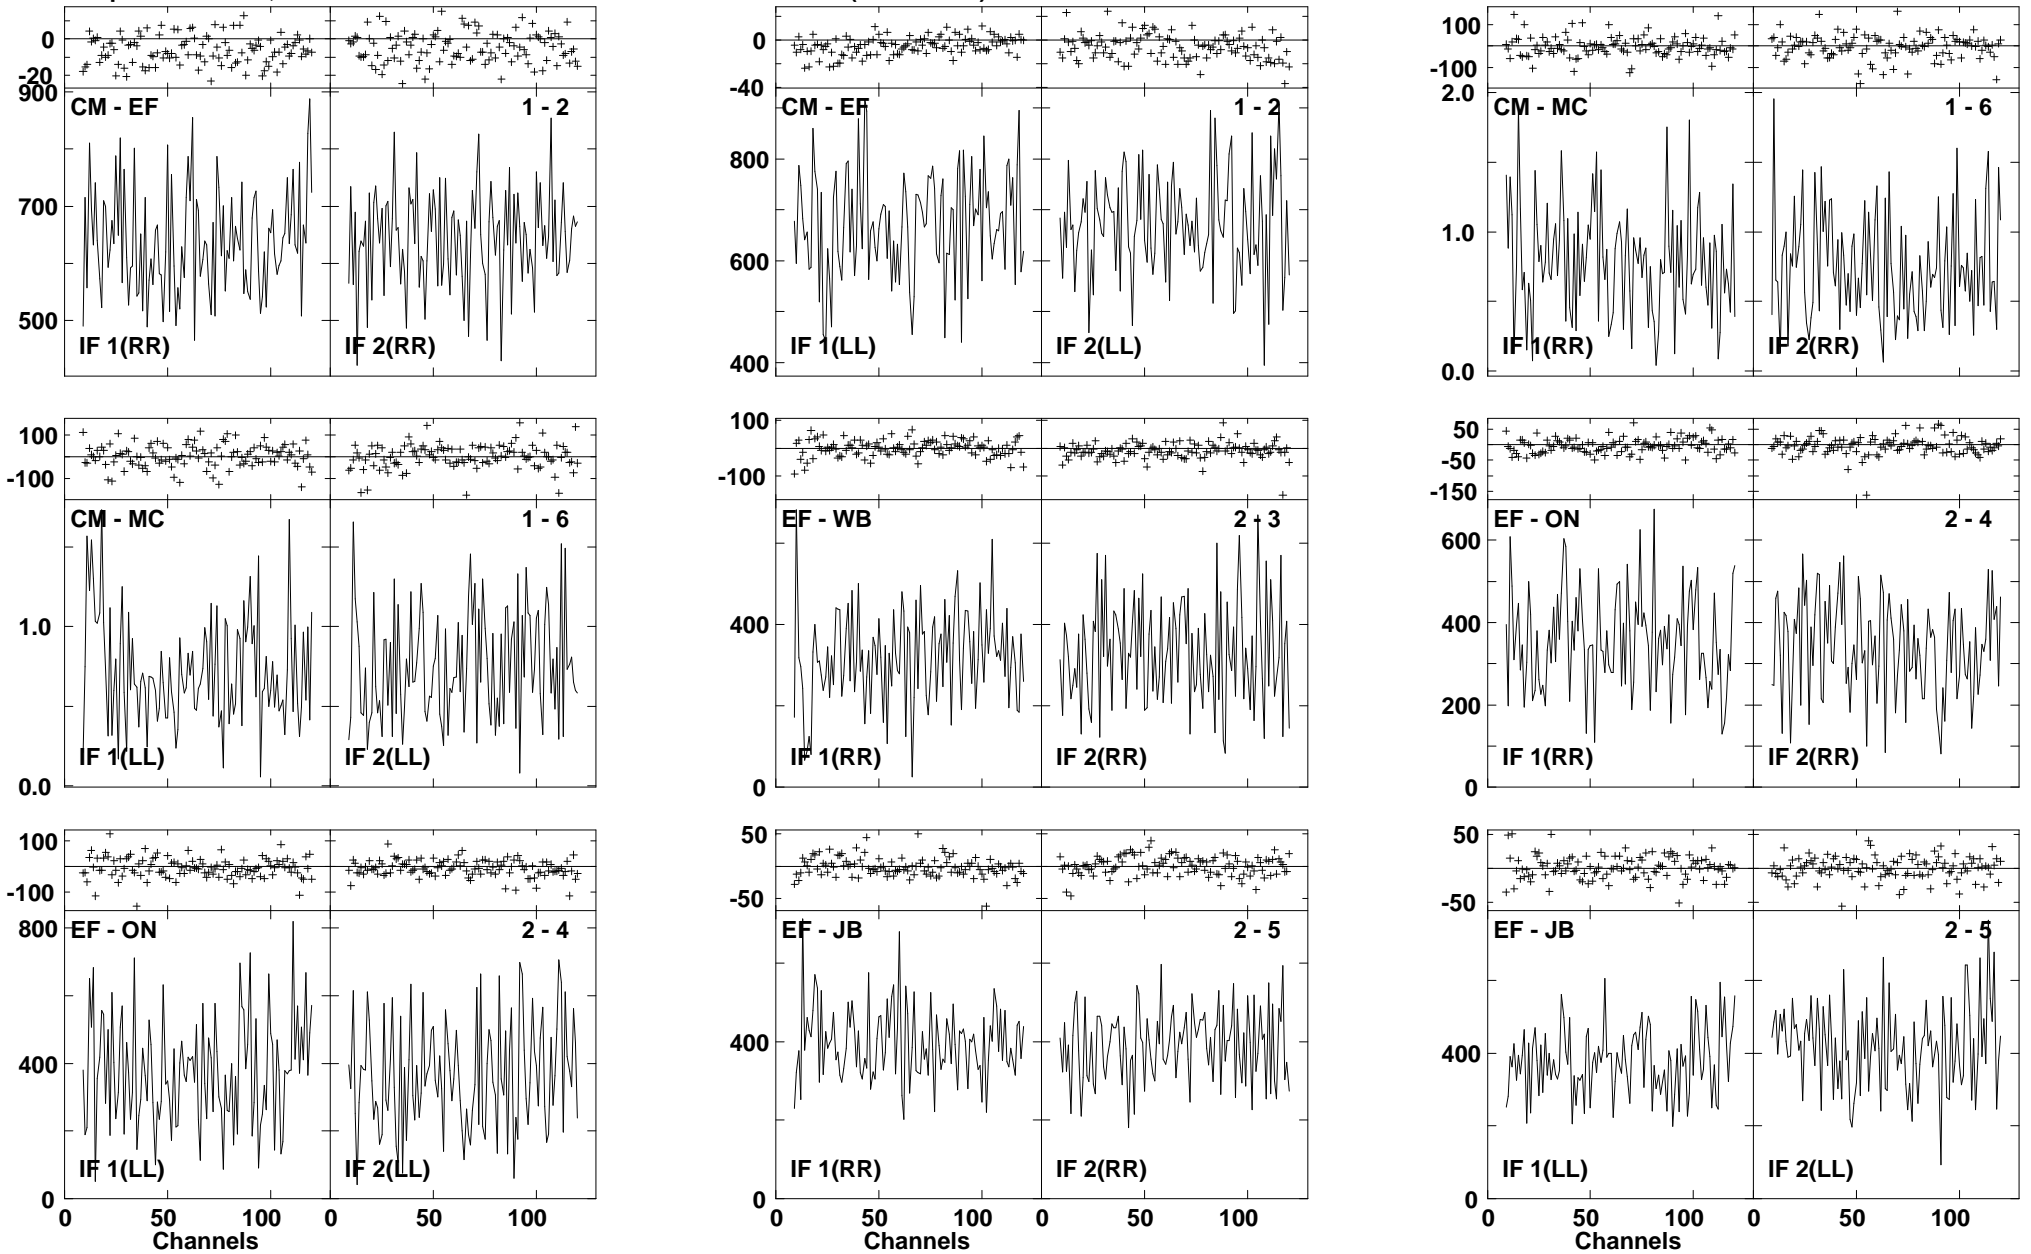 0
-20
0
-40
100
-100
900
700
500
CM - EF
1 - 2
IF 1(RR)
IF 2(RR)
800
600
400
CM - EF
1 - 2
IF 1(LL)
IF 2(LL)
2.0
1.0
0.0
CM - MC
1 - 6
IF 1(RR)
IF 2(RR)
100
-100
100
-100
50
-50
-150
1.0
0.0
CM - MC
1 - 6
IF 1(LL)
IF 2(LL)
400
0
EF - WB
2 - 3
IF 1(RR)
IF 2(RR)
600
400
200
0
EF - ON
2 - 4
IF 1(RR)
IF 2(RR)
100
-100
50
-50
50
-50
800
400
0
EF - ON
2 - 4
IF 1(LL)
IF 2(LL)
400
0
EF - JB
2 - 5
IF 1(RR)
IF 2(RR)
400
0
EF - JB
2 - 5
IF 1(LL)
IF 2(LL)
0 50 100 0 50 100
0 50 100 0 50 100
0 50 100 0 50 100
Channels
Channels
Channels